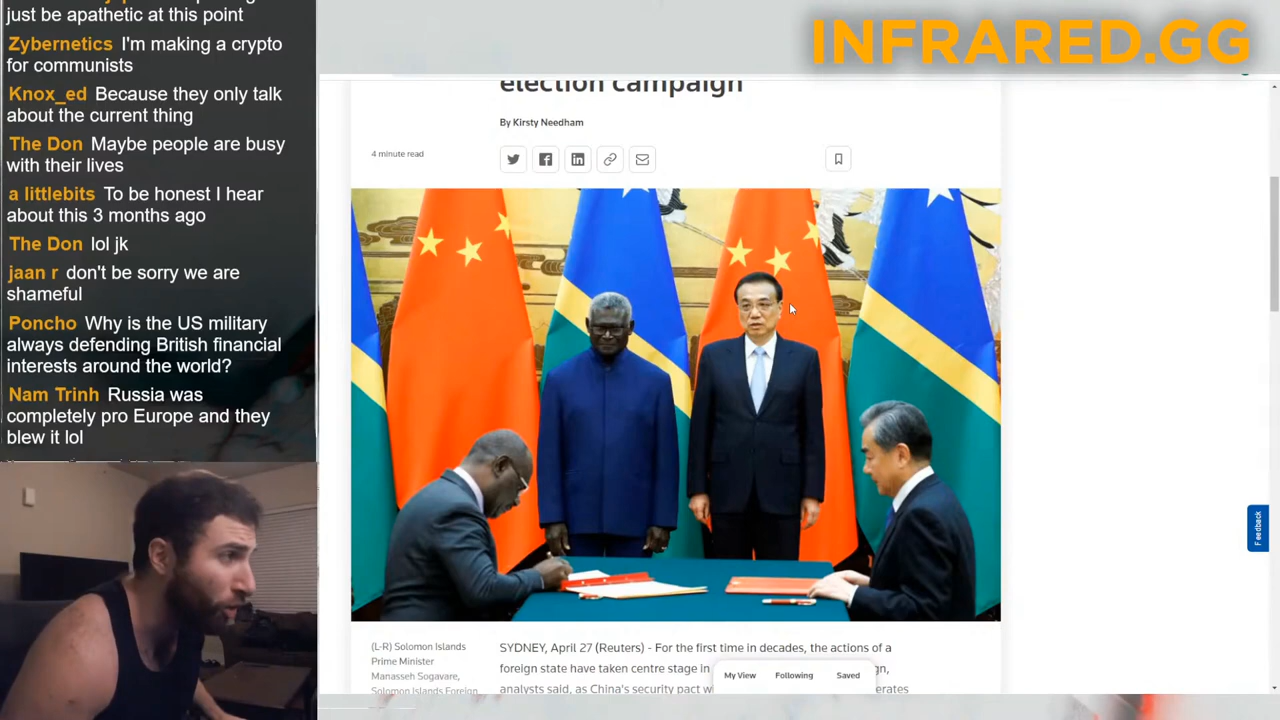 just be apathetic at this point
Zybernetics I'm making a crypto
for communists
Knox_ed Because they only talk
about the current thing
The Don Maybe people are busy
with their lives
a littlebits To be honest I hear
about this 3 months ago
The Don lol jk
jaan r don't be sorry we are
shameful
Poncho Why is the US military
always defending British financial
interests around the world?
Nam Trinh Russia was
completely pro Europe and they
blew it lol
INFRARED.GG
election campaign
By Kirsty Needham
4 minute read
Feedback
(L-R) Solomon Islands
Prime Minister
Manasseh Sogavare,
Solomon Islands Foreign
SYDNEY, April 27 (Reuters) - For the first time in decades, the actions of a
foreign state have taken centre stage in
analysts said, as China's security pact
My View Following Saved